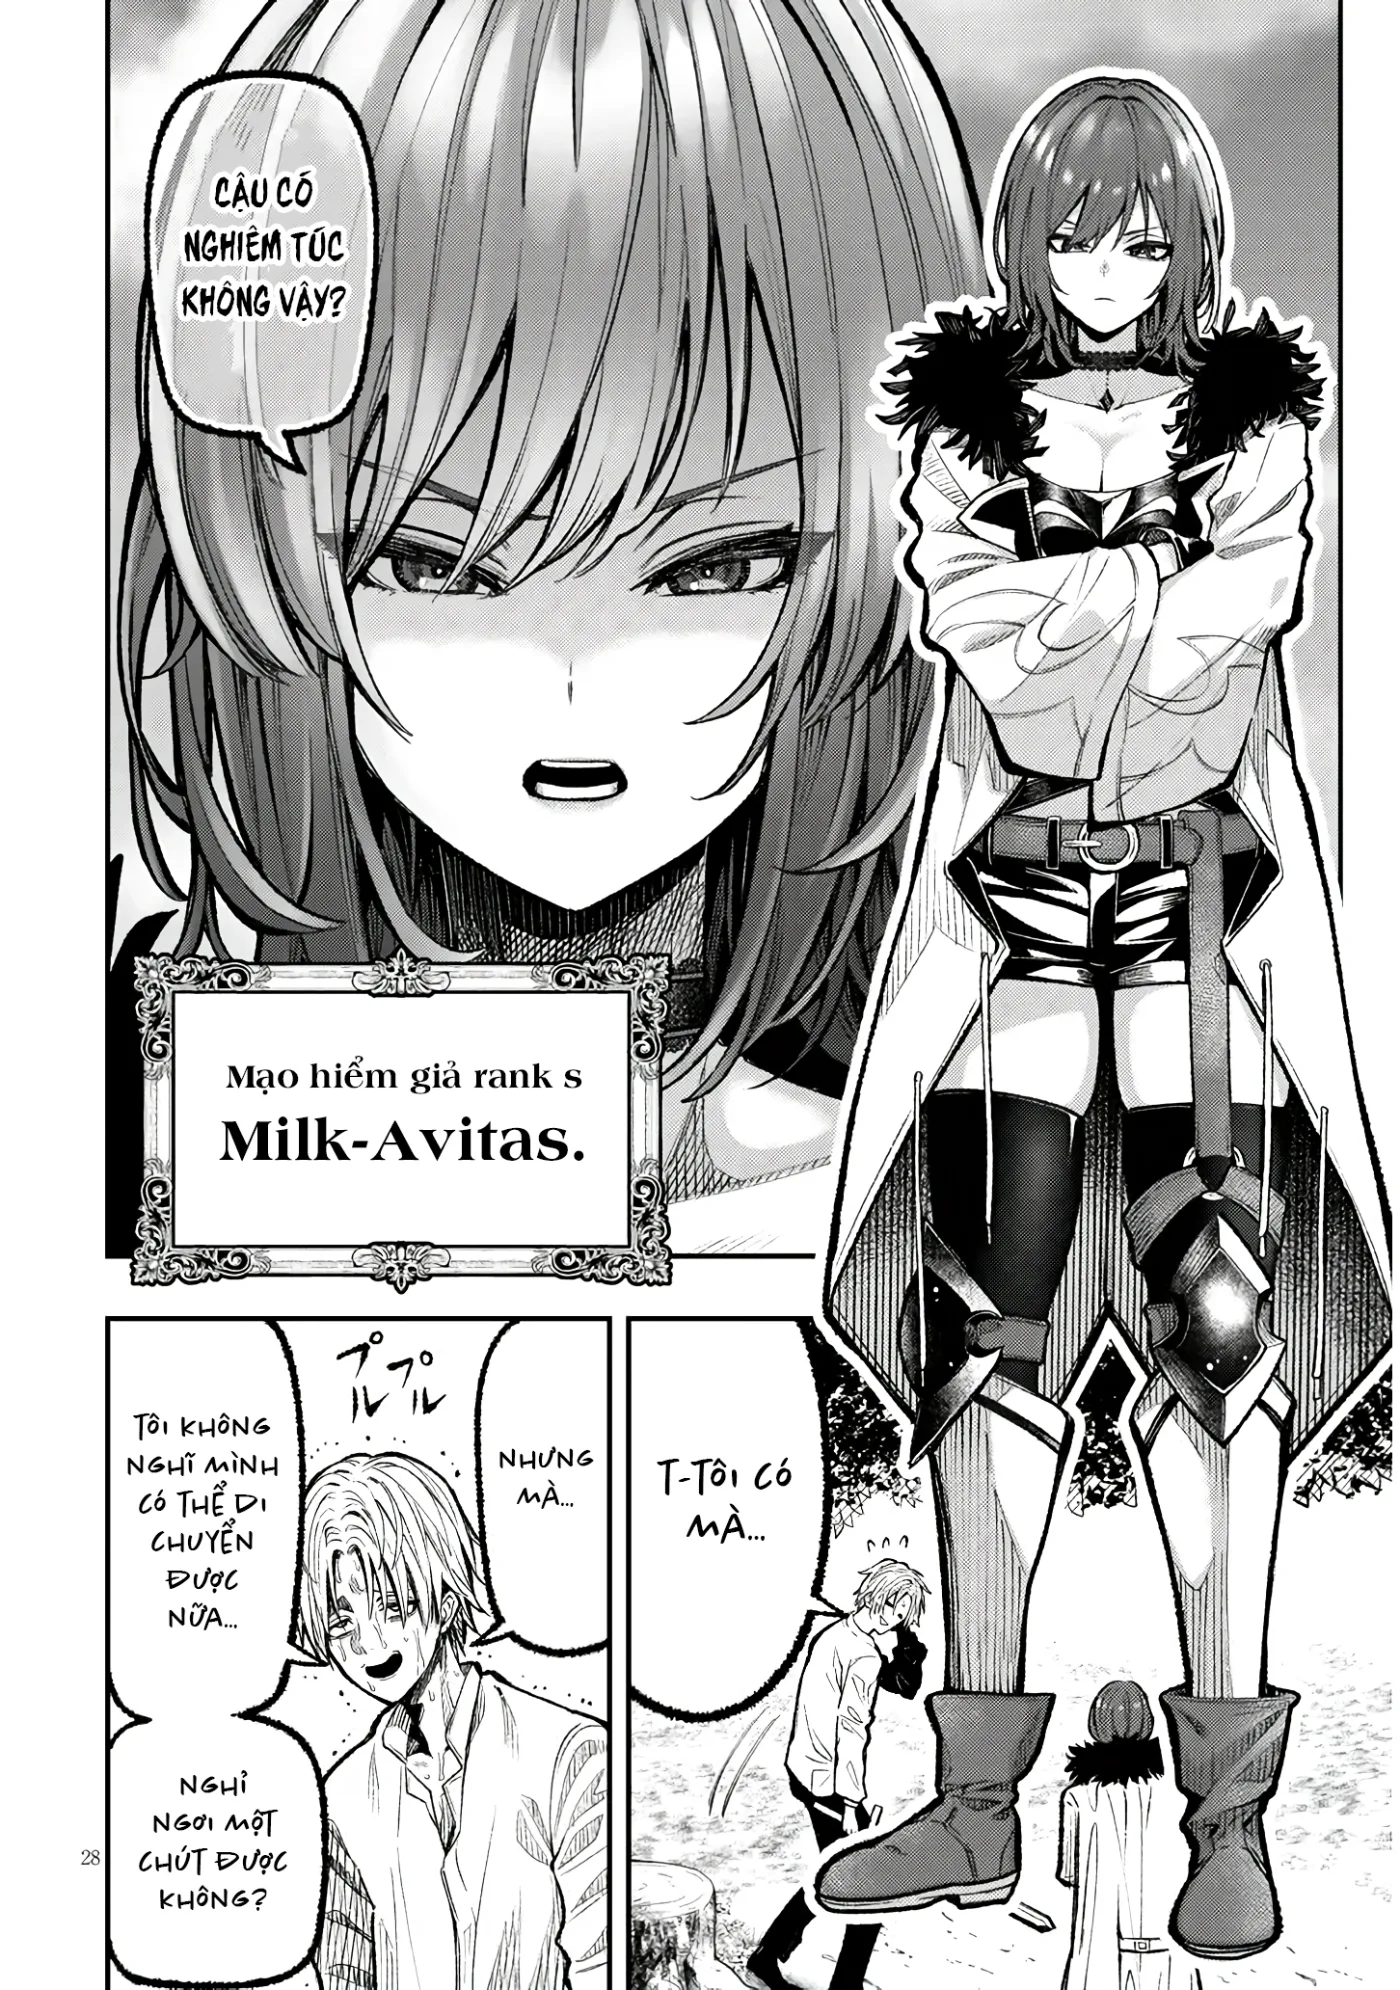 CẬU CÓ
NGHIÊM TÚC
KHÔNG VẬY?
Mạo hiểm giả rank s
Milk-Avitas.
T-TÔI CÓ
MÀ...
NHƯNG
MÀ...
プルプル
TÔI KHÔNG
NGHĨ MÌNH
CÓ THỂ DI
CHUYỂN
ĐƯỢC
NỮA...
NGHỈ
NGƠI MỘT
CHÚT ĐƯỢC
KHÔNG?
28